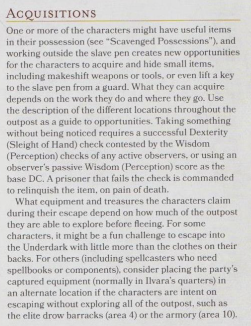 ACQUISITIONS
One or more of the characters might have useful items
in their possession (see "Scavenged Possessions"), and
working outside the slave pen creates new opportunities
for the characters to acquire and hide small items,
including makeshift weapons or tools, or even lift a key
to the slave pen from a guard. What they can acquire
depends on the work they do and where they go. Use
the description of the different locations throughout the
outpost as a guide to opportunities. Taking something
without being noticed requires a successful Dexterity
(Sleight of Hand) check contested by the Wisdom
(Perception) checks of any active observers, or using an
observer's passive Wisdom (Perception) score as the
base DC. A prisoner that fails the check is commanded
to relinquish the item, on pain of death.
What equipment and treasures the characters claim
during their escape depend on how much of the outpost
they are able to explore before fleeing. For some
characters, it might be a fun challenge to escape into
the Underdark with little more than the clothes on their
backs. For others (including spellcasters who need
spellbooks or components), consider placing the party's
captured equipment (normally in Ilvara's quarters) in
an alternate location if the characters are intent on
escaping without exploring all of the outpost, such as
the elite drow barracks (area 4) or the armory (area 10).